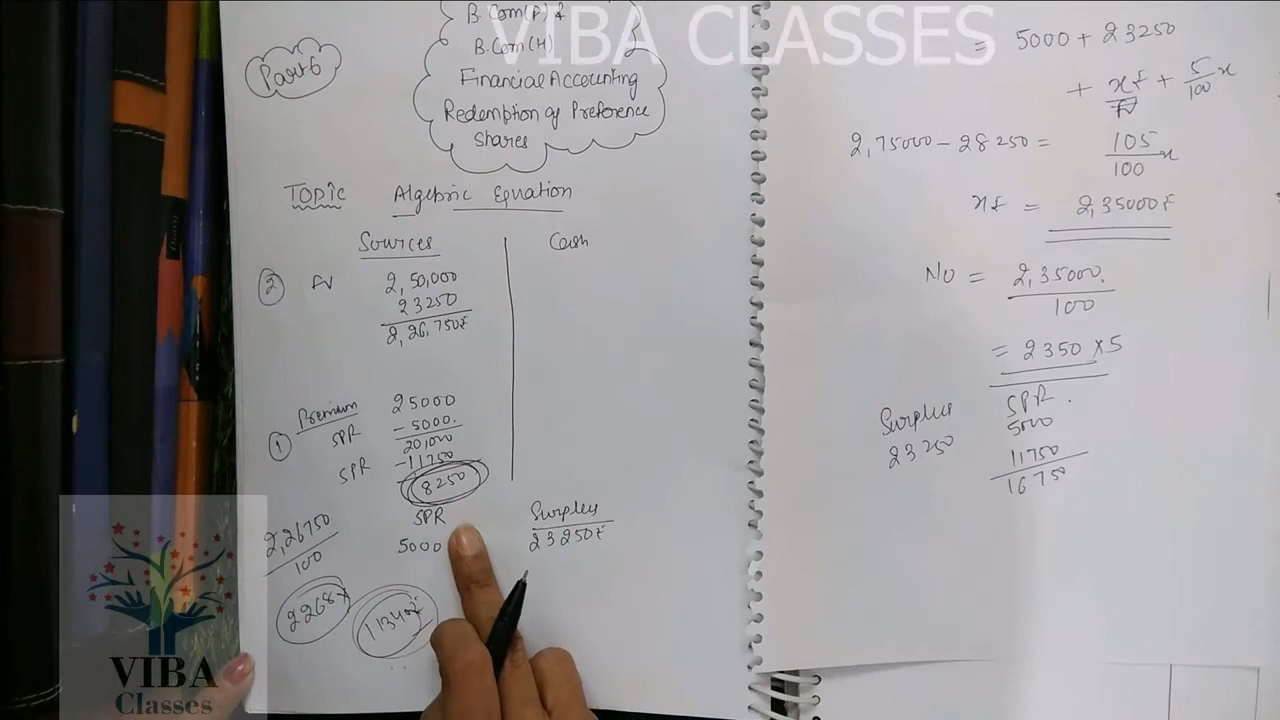 VIBA CLASSES
Part 6
B.Com(P) &
B.Com(H)
Financial Accounting
Redemption of Preference
Shares
TOPIC Algebric Equation
Sources Cash
② FV 2,50,000
23250
2,26,750₹
Premium 25000
① SPR - 5000.
20,000
SPR - 11750
8250
SPR Surplus
5000 23250₹
2,26750
100
2268
11340₹
= 5000 + 23250
+ x₹ + 5/100 x
FV
2,75000 - 28250 = 105/100 x
x₹ = 2,35000₹
No = 2,35000.
100
= 2350 x 5
Surplus SPR.
23250 5000
11750
16750
VIBA
Classes